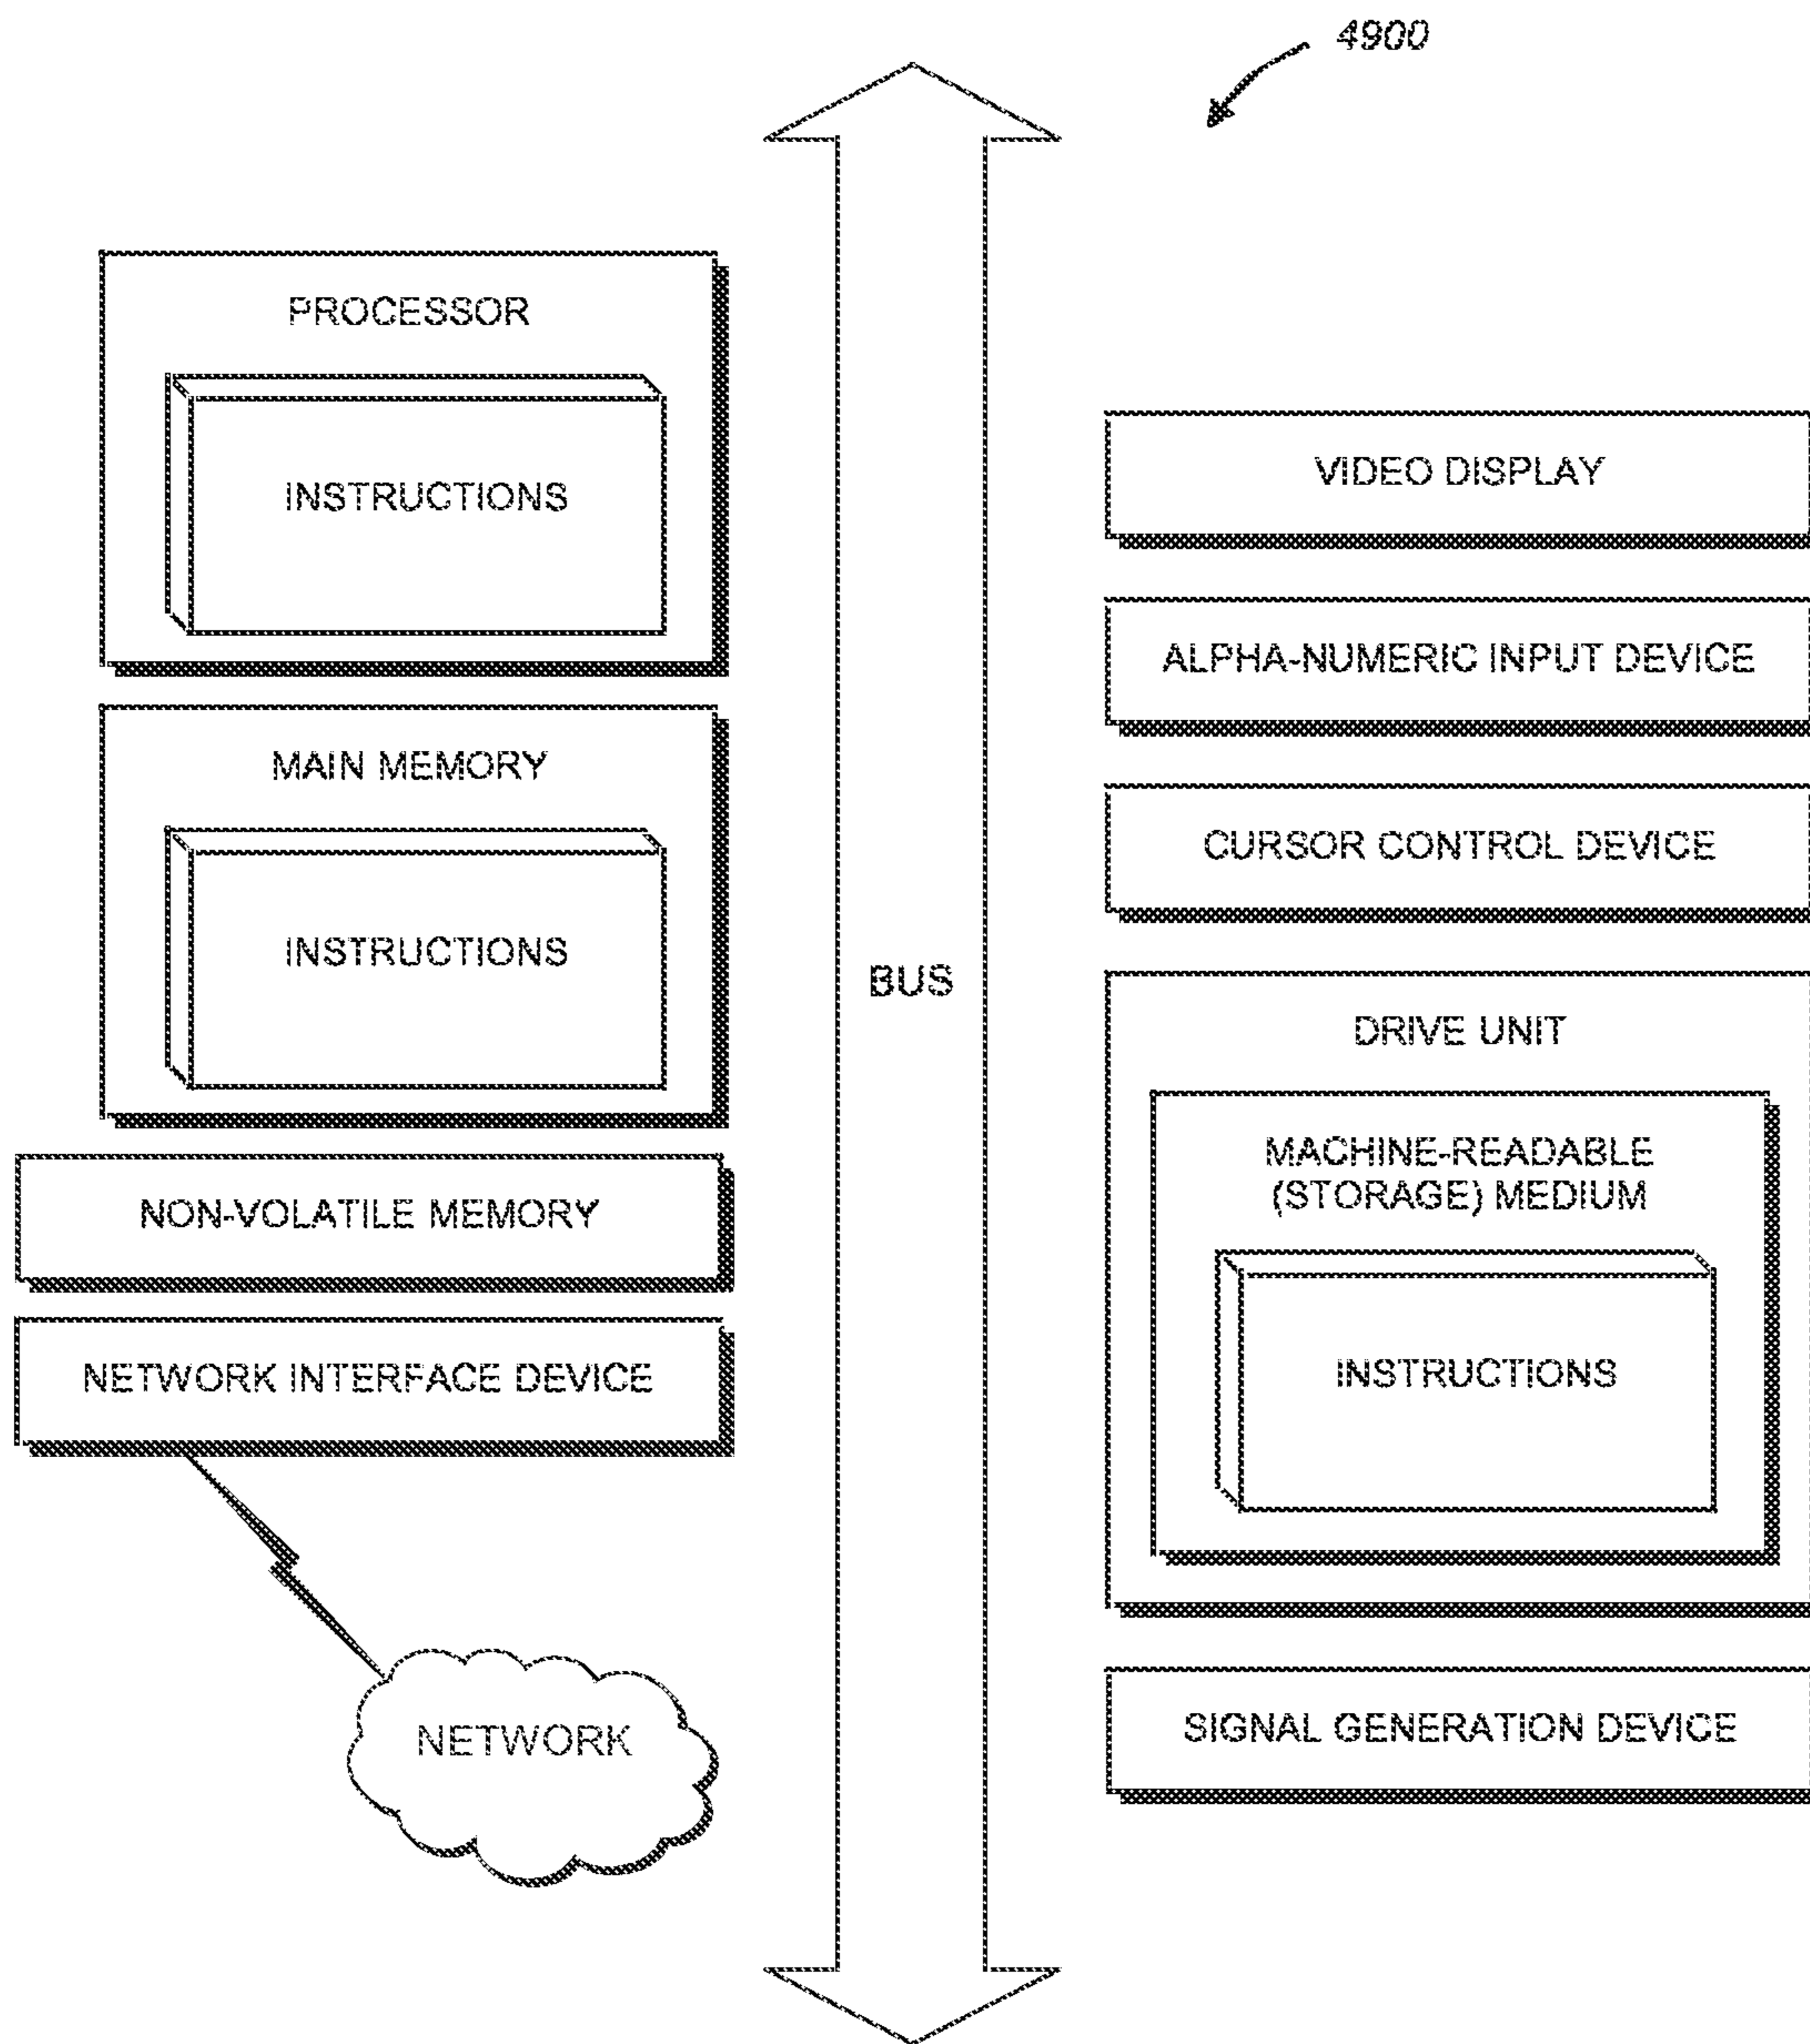 4900
PROCESSOR
INSTRUCTIONS
MAIN MEMORY
INSTRUCTIONS
NON-VOLATILE MEMORY
NETWORK INTERFACE DEVICE
NETWORK
BUS
VIDEO DISPLAY
ALPHA-NUMERIC INPUT DEVICE
CURSOR CONTROL DEVICE
DRIVE UNIT
MACHINE-READABLE
(STORAGE) MEDIUM
INSTRUCTIONS
SIGNAL GENERATION DEVICE